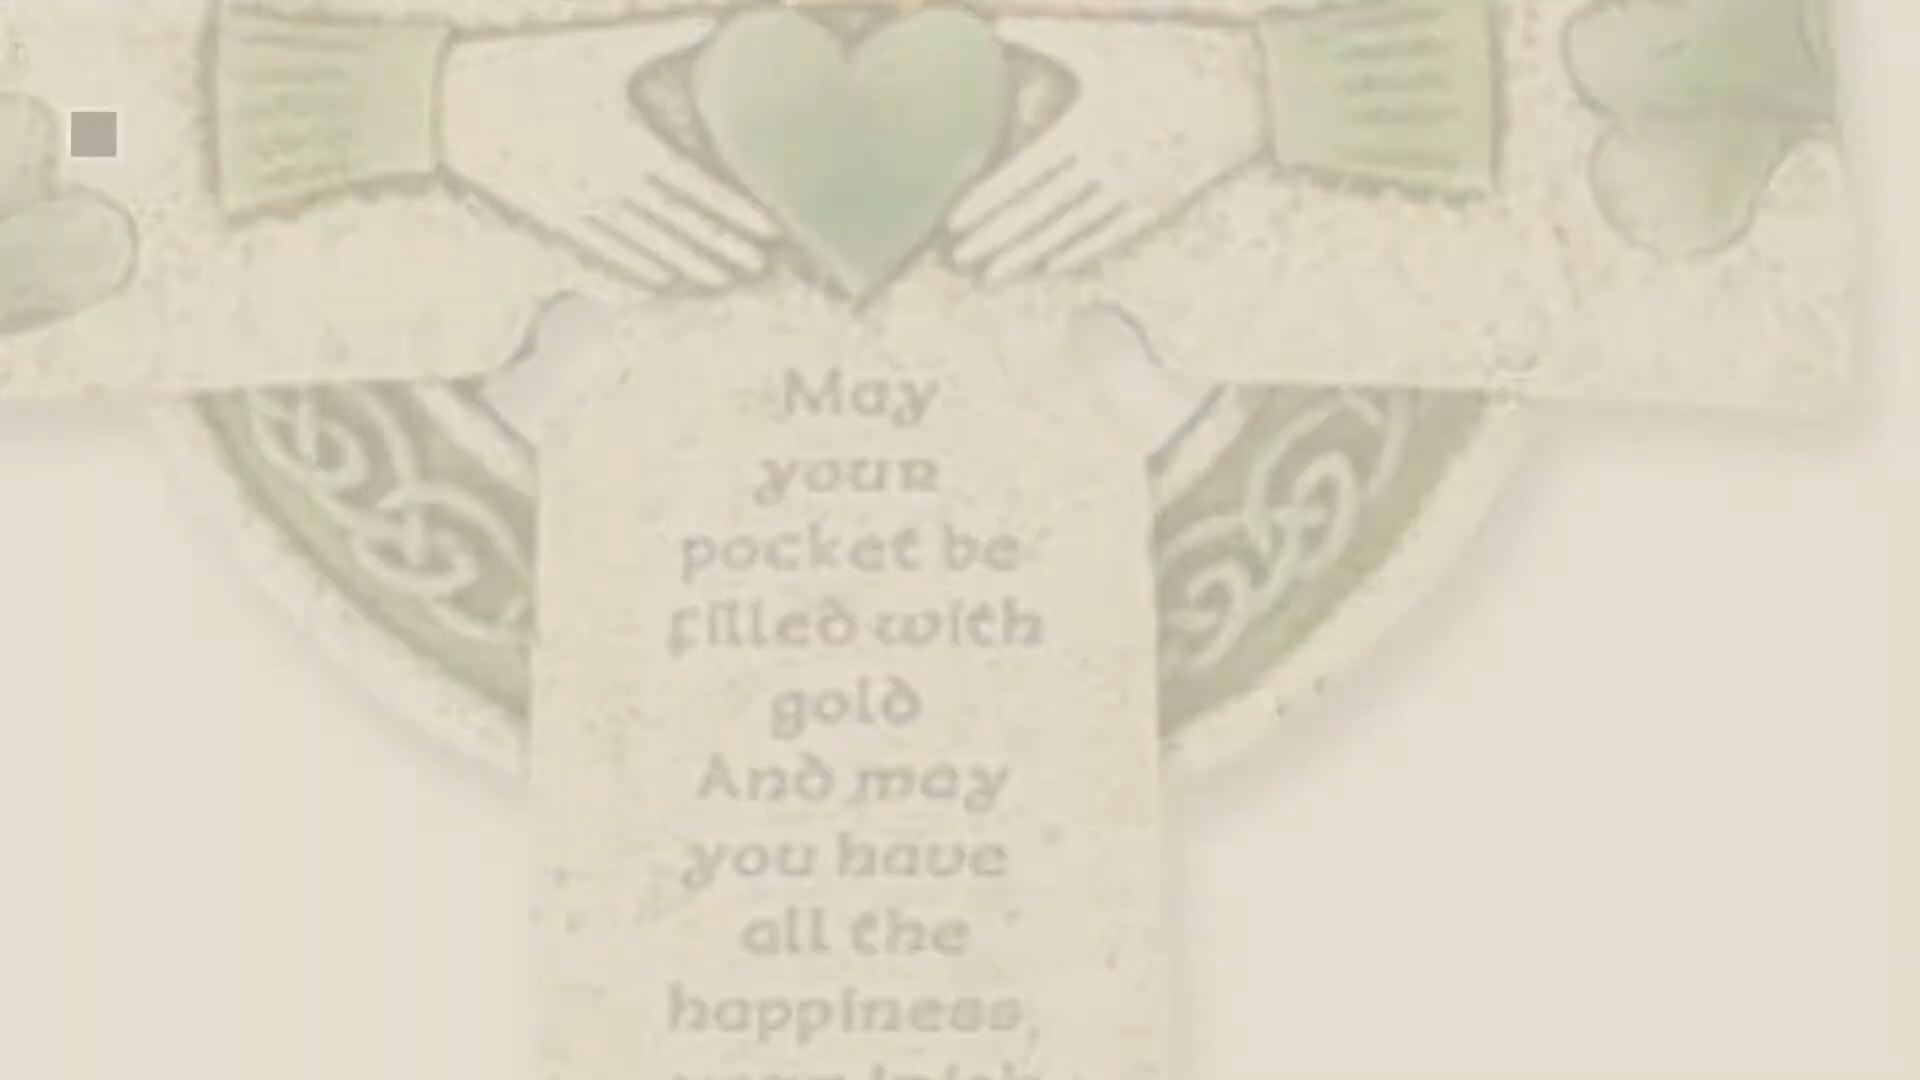 May
your
pocket be
filled with
gold
And may
you have
all the
happiness,